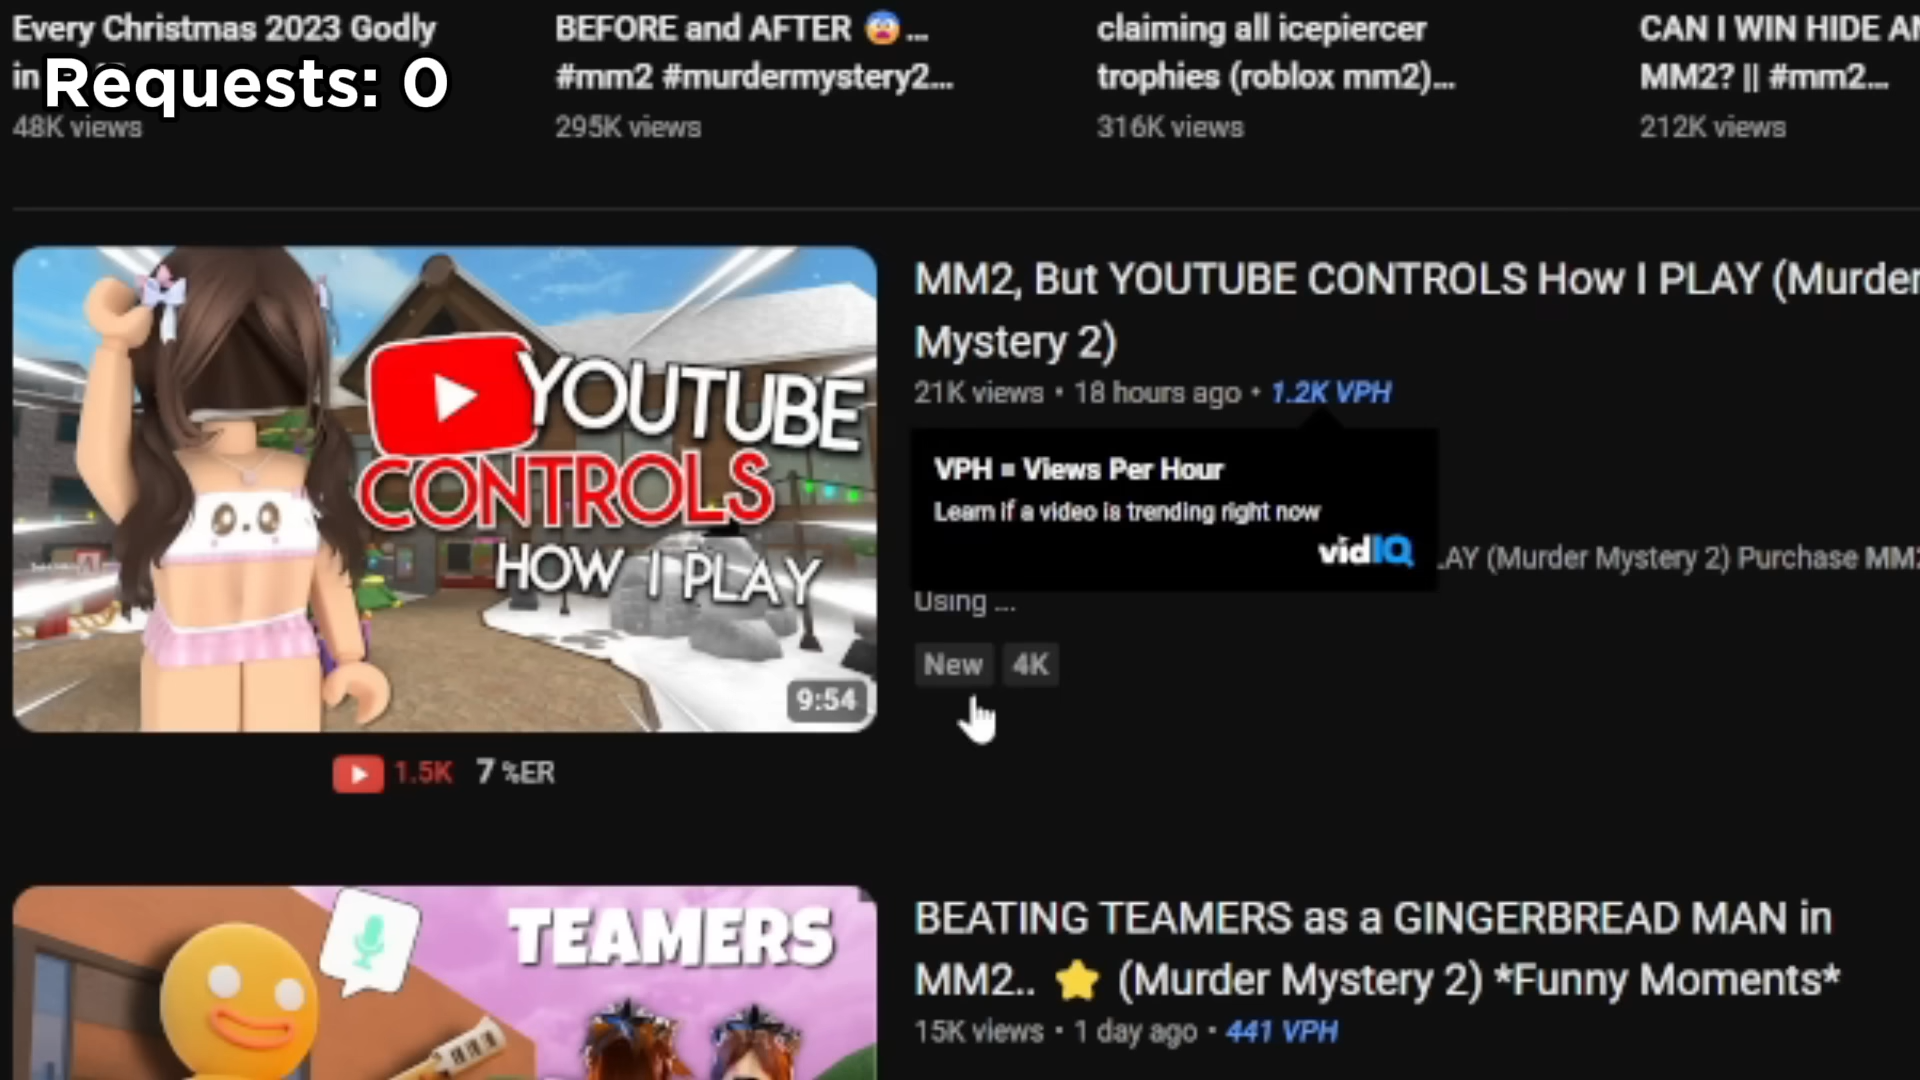 Every Christmas 2023 Godly
in
Requests: 0
48K views
BEFORE and AFTER 😨 ...
#mm2 #murdermystery2...
295K views
claiming all icepiercer
trophies (roblox mm2)...
316K views
CAN I WIN HIDE AN
MM2? || #mm2...
212K views
YOUTUBE
CONTROLS
HOW I PLAY
9:54
1.5K 7 %ER
MM2, But YOUTUBE CONTROLS How I PLAY (Murder
Mystery 2)
21K views • 18 hours ago • 1.2K VPH
VPH = Views Per Hour
Learn if a video is trending right now
vidIQ
AY (Murder Mystery 2) Purchase MM2
Using ...
New 4K
TEAMERS
BEATING TEAMERS as a GINGERBREAD MAN in
MM2.. ⭐ (Murder Mystery 2) *Funny Moments*
15K views • 1 day ago • 441 VPH